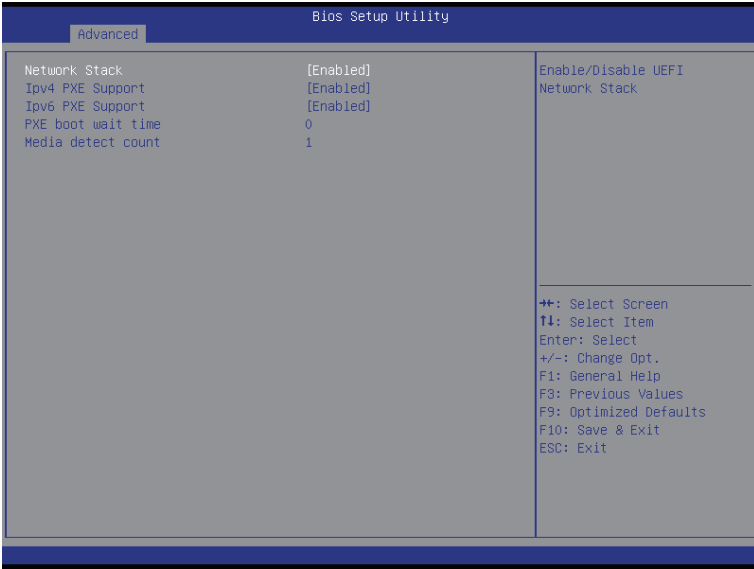 Bios Setup Utility
Advanced
Network Stack [Enabled]
Ipv4 PXE Support [Enabled]
Ipv6 PXE Support [Enabled]
PXE boot wait time 0
Media detect count 1
Enable/Disable UEFI
Network Stack
→←: Select Screen
↑↓: Select Item
Enter: Select
+/-: Change Opt.
F1: General Help
F3: Previous Values
F9: Optimized Defaults
F10: Save & Exit
ESC: Exit